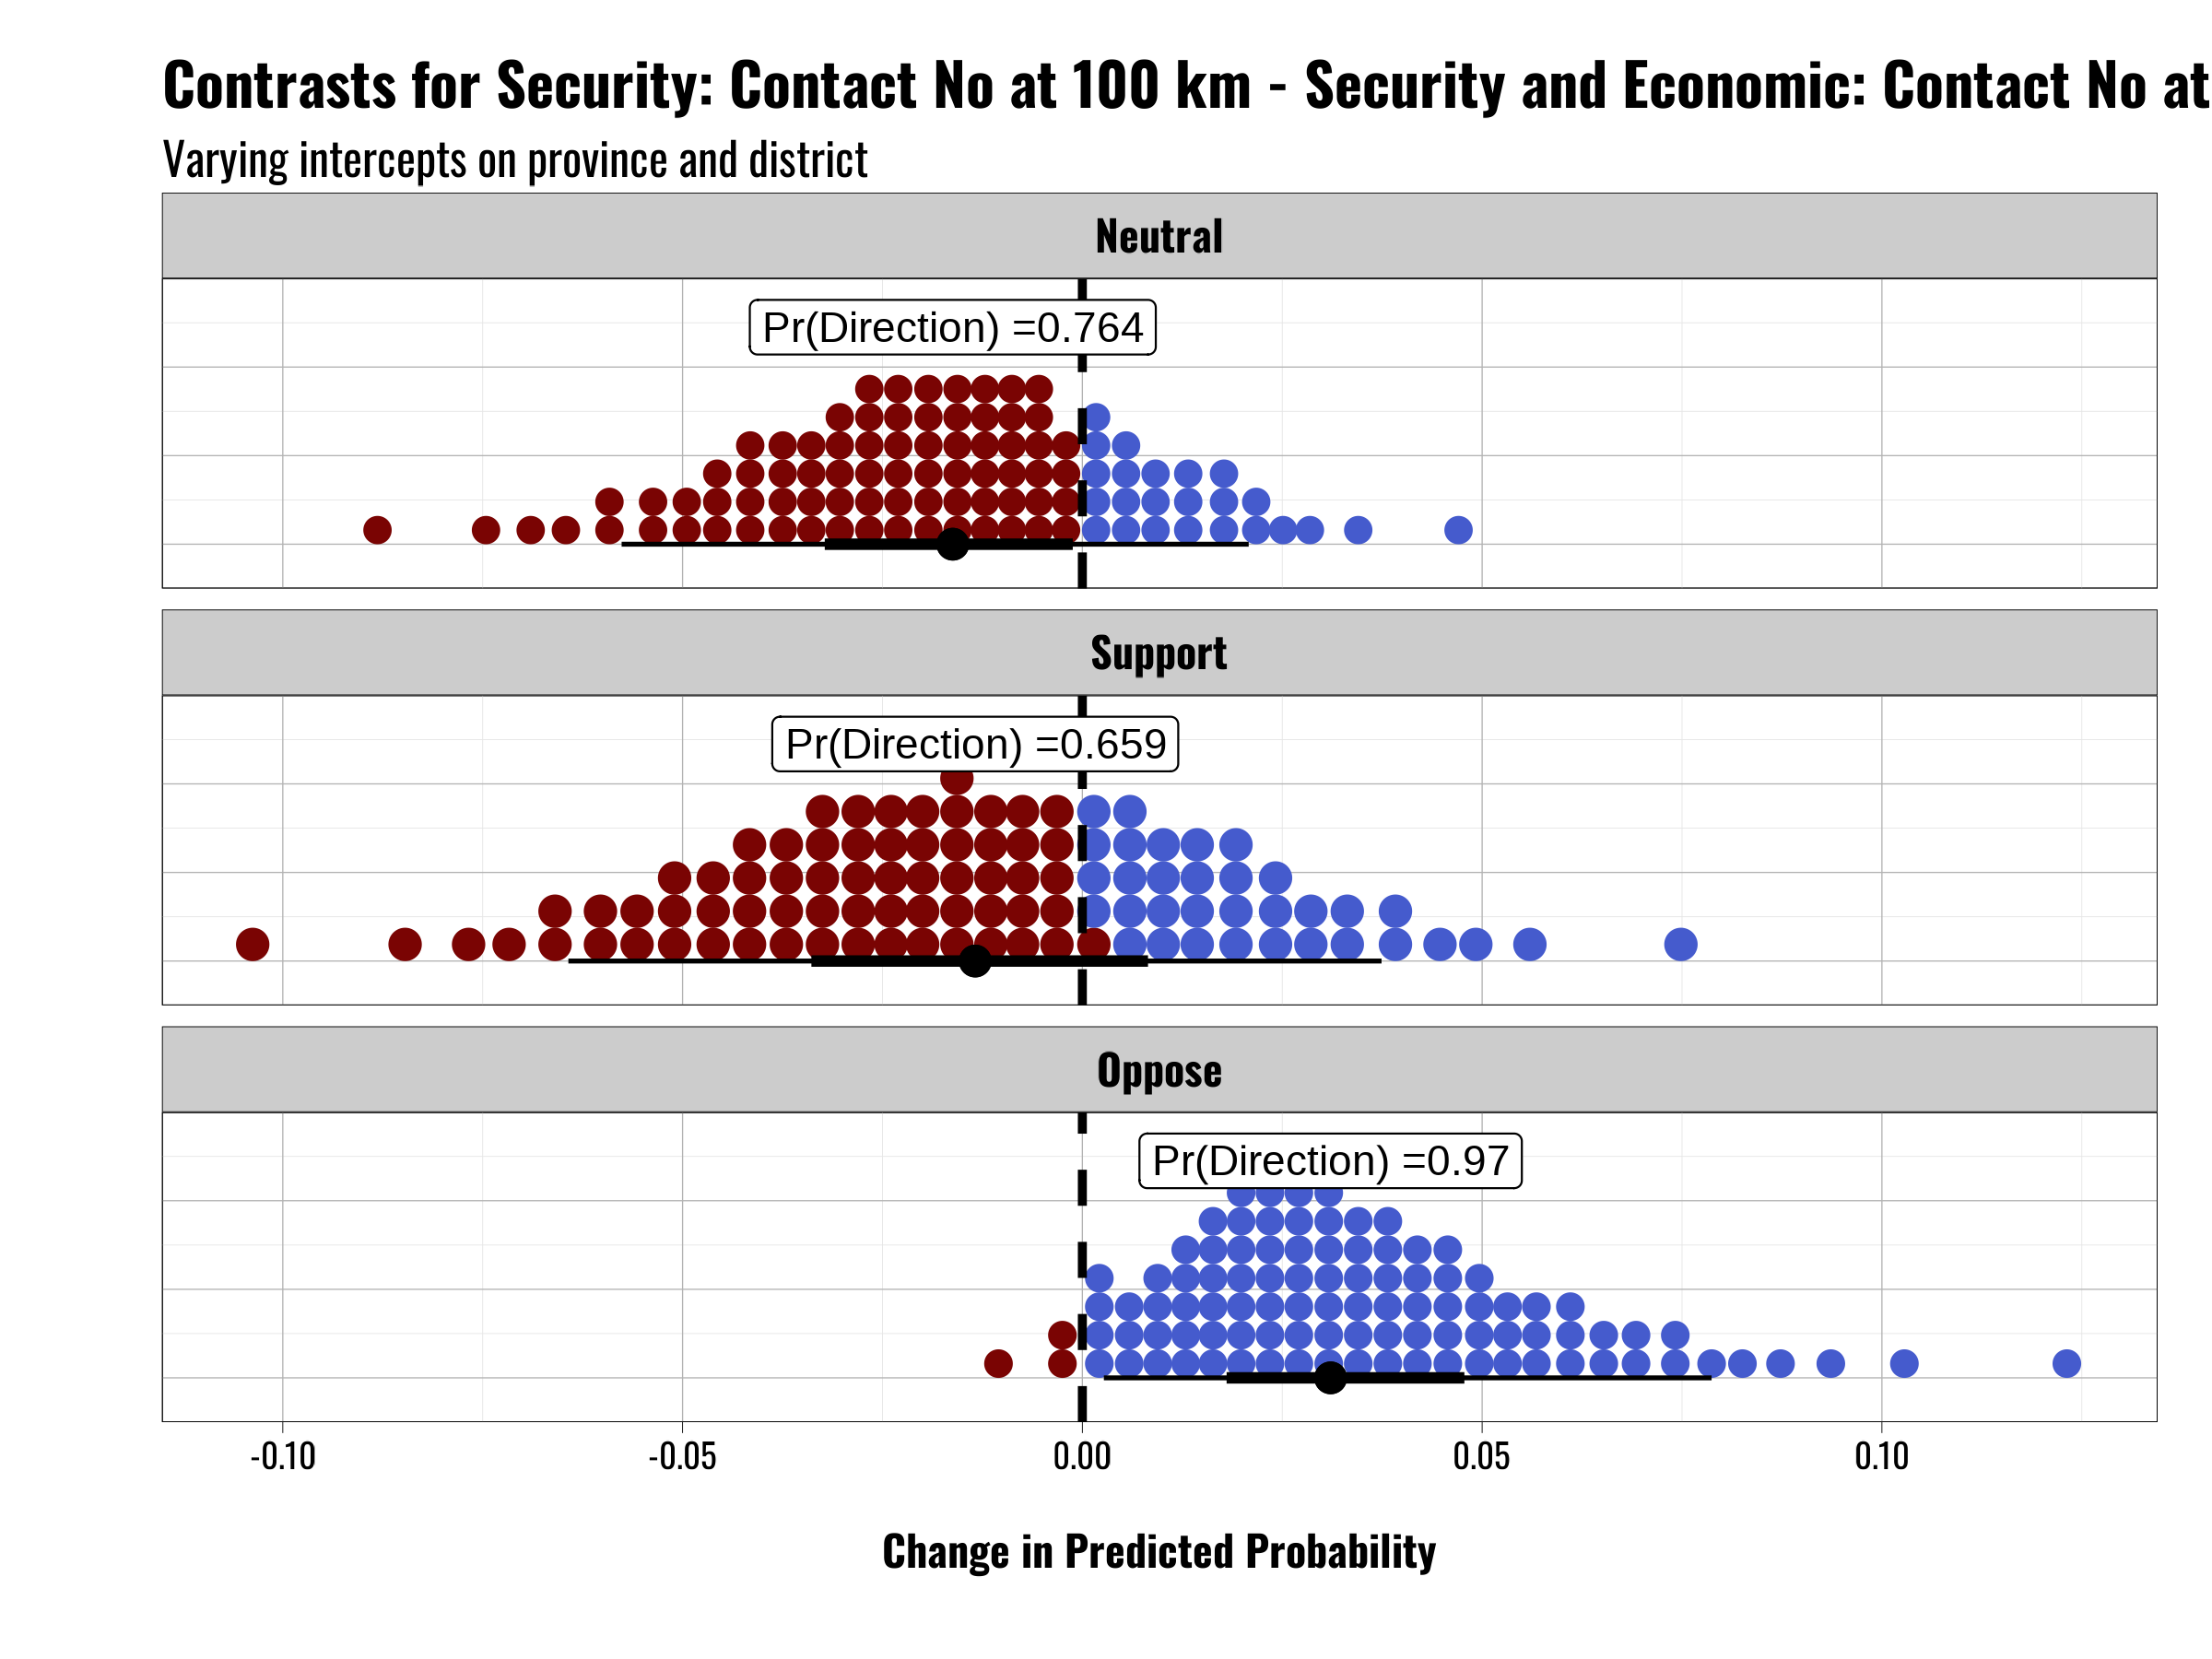 Contrasts for Security: Contact No at 100 km - Security and Economic: Contact No at
Varying intercepts on province and district
Neutral
Pr(Direction) =0.764
Support
Pr(Direction) =0.659
Oppose
Pr(Direction) =0.97
-0.10 -0.05 0.00 0.05 0.10
Change in Predicted Probability